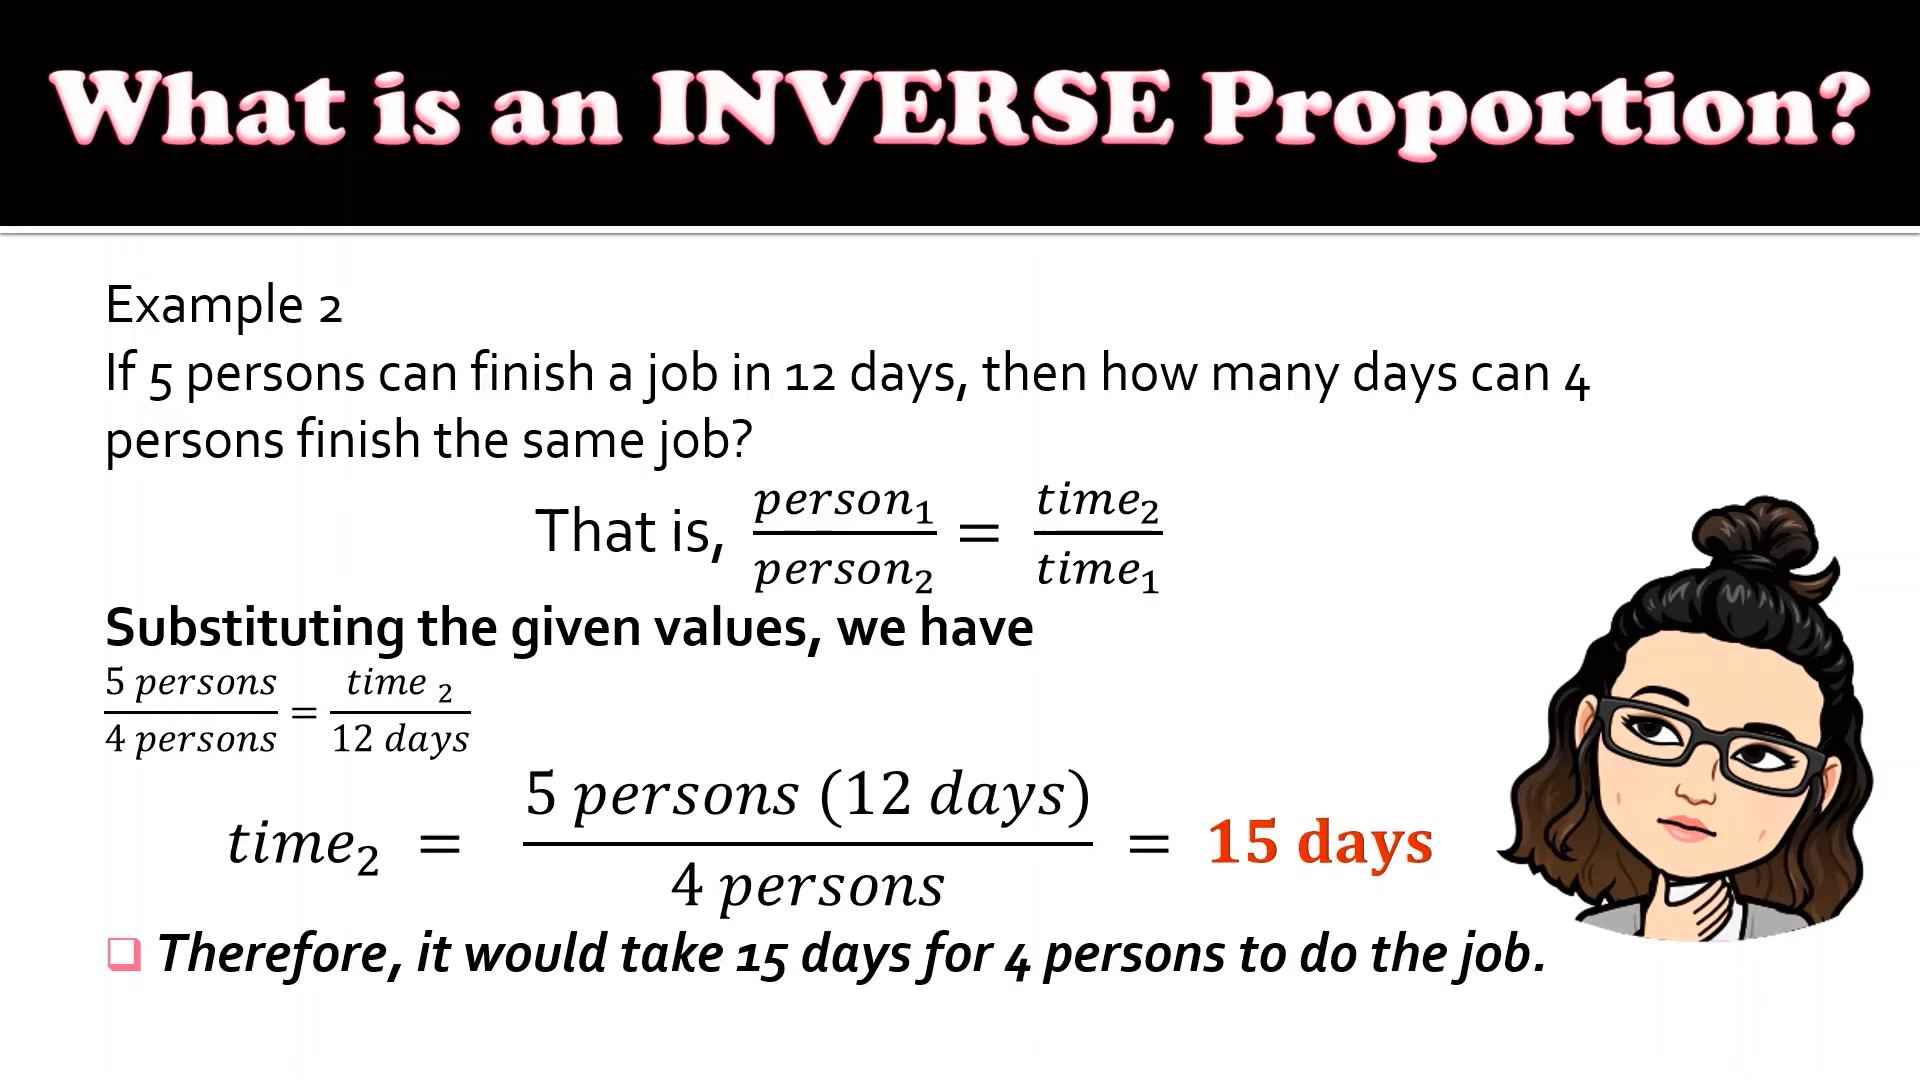 What is an INVERSE Proportion?
Example 2
If 5 persons can finish a job in 12 days, then how many days can 4
persons finish the same job?
That is, person₁/person₂ = time₂/time₁
Substituting the given values, we have
5 persons/4 persons = time ₂/12 days
time₂ = 5 persons (12 days)/4 persons = 15 days
❑ Therefore, it would take 15 days for 4 persons to do the job.